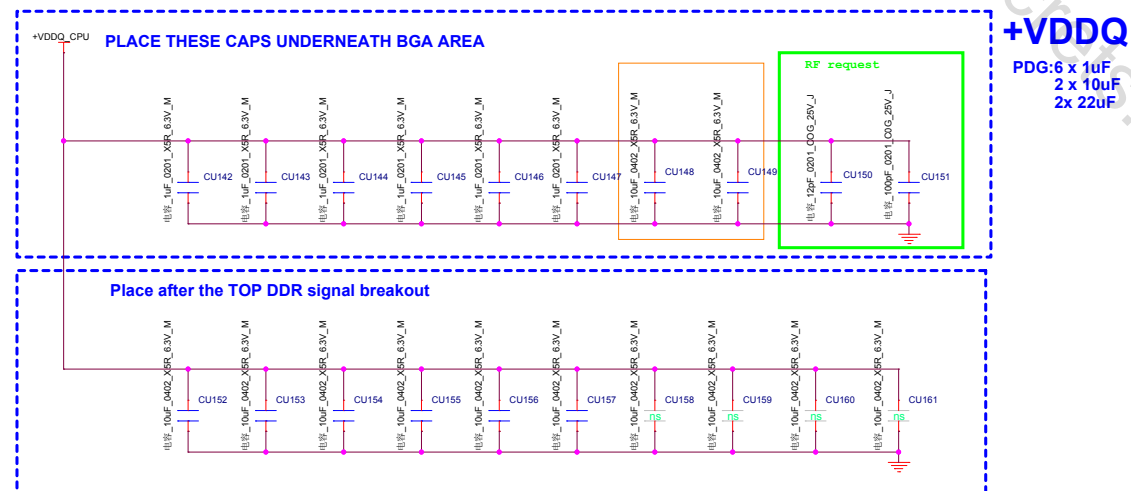 +VDDQ_CPU
PLACE THESE CAPS UNDERNEATH BGA AREA
+VDDQ
PDG:6 x 1uF
2 x 10uF
2x 22uF
RF request
电容_1uF_0201_X5R_6.3V_M
CU142
电容_1uF_0201_X5R_6.3V_M
CU143
电容_1uF_0201_X5R_6.3V_M
CU144
电容_1uF_0201_X5R_6.3V_M
CU145
电容_1uF_0201_X5R_6.3V_M
CU146
电容_1uF_0201_X5R_6.3V_M
CU147
电容_10uF_0402_X5R_6.3V_M
CU148
电容_10uF_0402_X5R_6.3V_M
CU149
电容_12pF_0201_COG_25V_J
CU150
电容_100pF_0201_C0G_25V_J
CU151
Place after the TOP DDR signal breakout
电容_10uF_0402_X5R_6.3V_M
CU152
电容_10uF_0402_X5R_6.3V_M
CU153
电容_10uF_0402_X5R_6.3V_M
CU154
电容_10uF_0402_X5R_6.3V_M
CU155
电容_10uF_0402_X5R_6.3V_M
CU156
电容_10uF_0402_X5R_6.3V_M
CU157
电容_10uF_0402_X5R_6.3V_M
CU158
ns
电容_10uF_0402_X5R_6.3V_M
CU159
ns
电容_10uF_0402_X5R_6.3V_M
CU160
ns
电容_10uF_0402_X5R_6.3V_M
CU161
ns